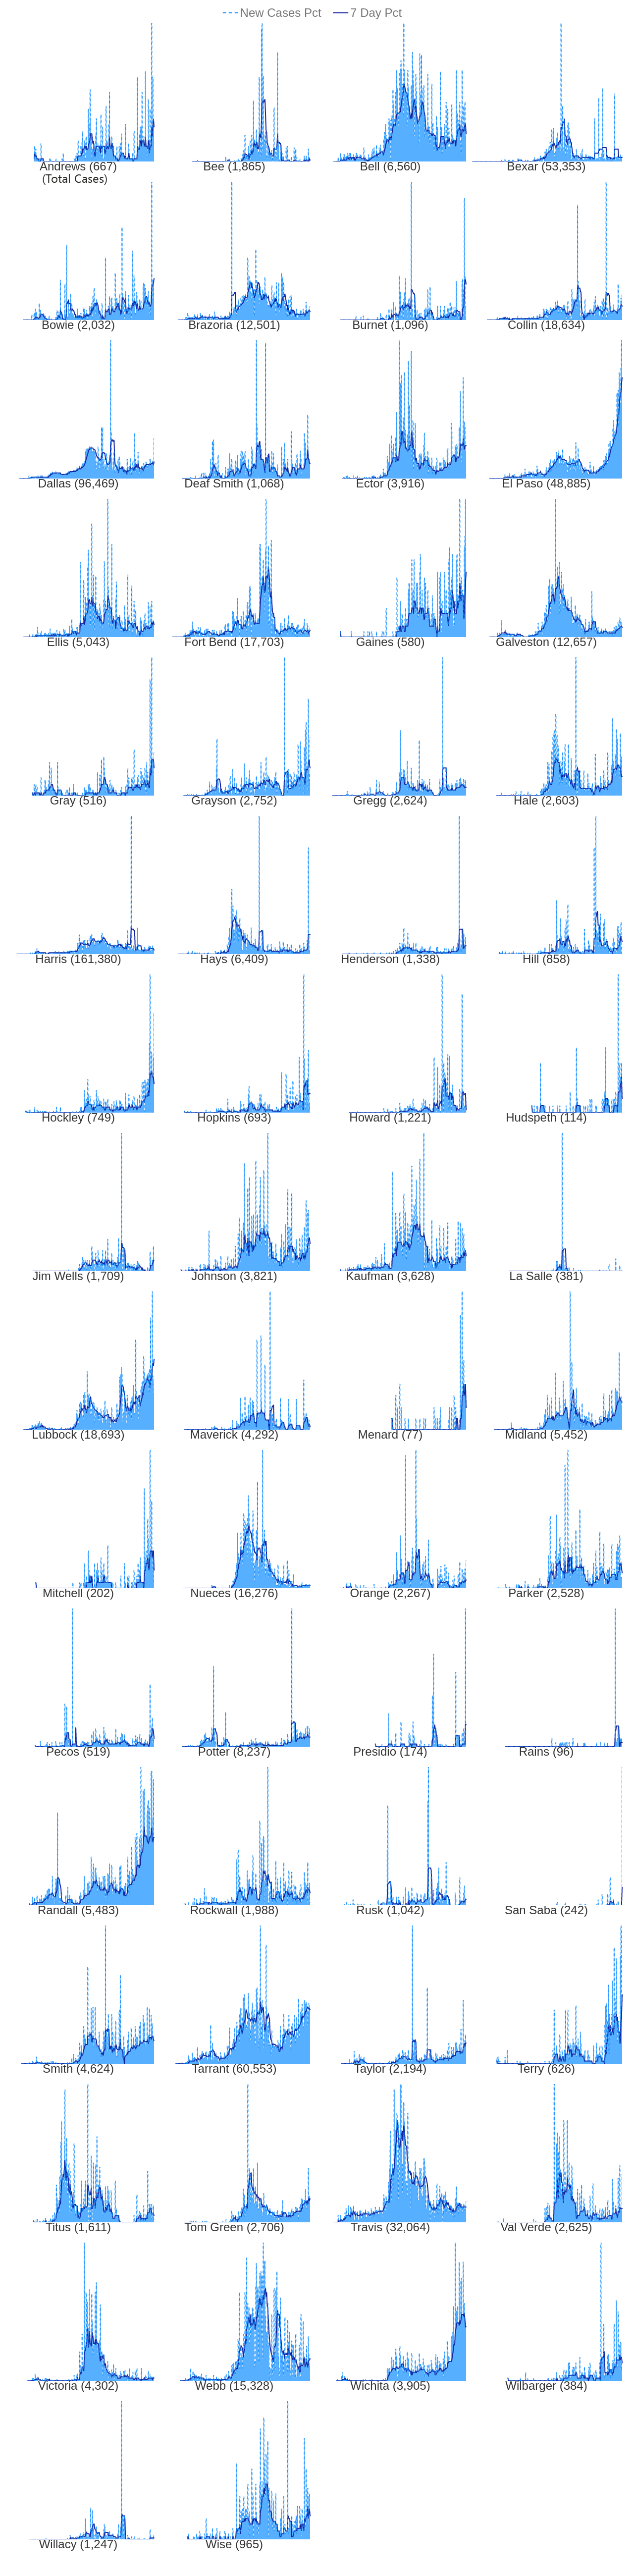 New Cases Pct 7 Day Pct
Andrews (667) Bee (1,865) Bell (6,560) Bexar (53,353)
(Total Cases)
Bowie (2,032) Brazoria (12,501) Burnet (1,096) Collin (18,634)
Dallas (96,469) Deaf Smith (1,068) Ector (3,916) El Paso (48,885)
Ellis (5,043) Fort Bend (17,703) Gaines (580) Galveston (12,657)
Gray (516) Grayson (2,752) Gregg (2,624) Hale (2,603)
Harris (161,380) Hays (6,409) Henderson (1,338) Hill (858)
Hockley (749) Hopkins (693) Howard (1,221) Hudspeth (114)
Jim Wells (1,709) Johnson (3,821) Kaufman (3,628) La Salle (381)
Lubbock (18,693) Maverick (4,292) Menard (77) Midland (5,452)
Mitchell (202) Nueces (16,276) Orange (2,267) Parker (2,528)
Pecos (519) Potter (8,237) Presidio (174) Rains (96)
Randall (5,483) Rockwall (1,988) Rusk (1,042) San Saba (242)
Smith (4,624) Tarrant (60,553) Taylor (2,194) Terry (626)
Titus (1,611) Tom Green (2,706) Travis (32,064) Val Verde (2,625)
Victoria (4,302) Webb (15,328) Wichita (3,905) Wilbarger (384)
Willacy (1,247) Wise (965)